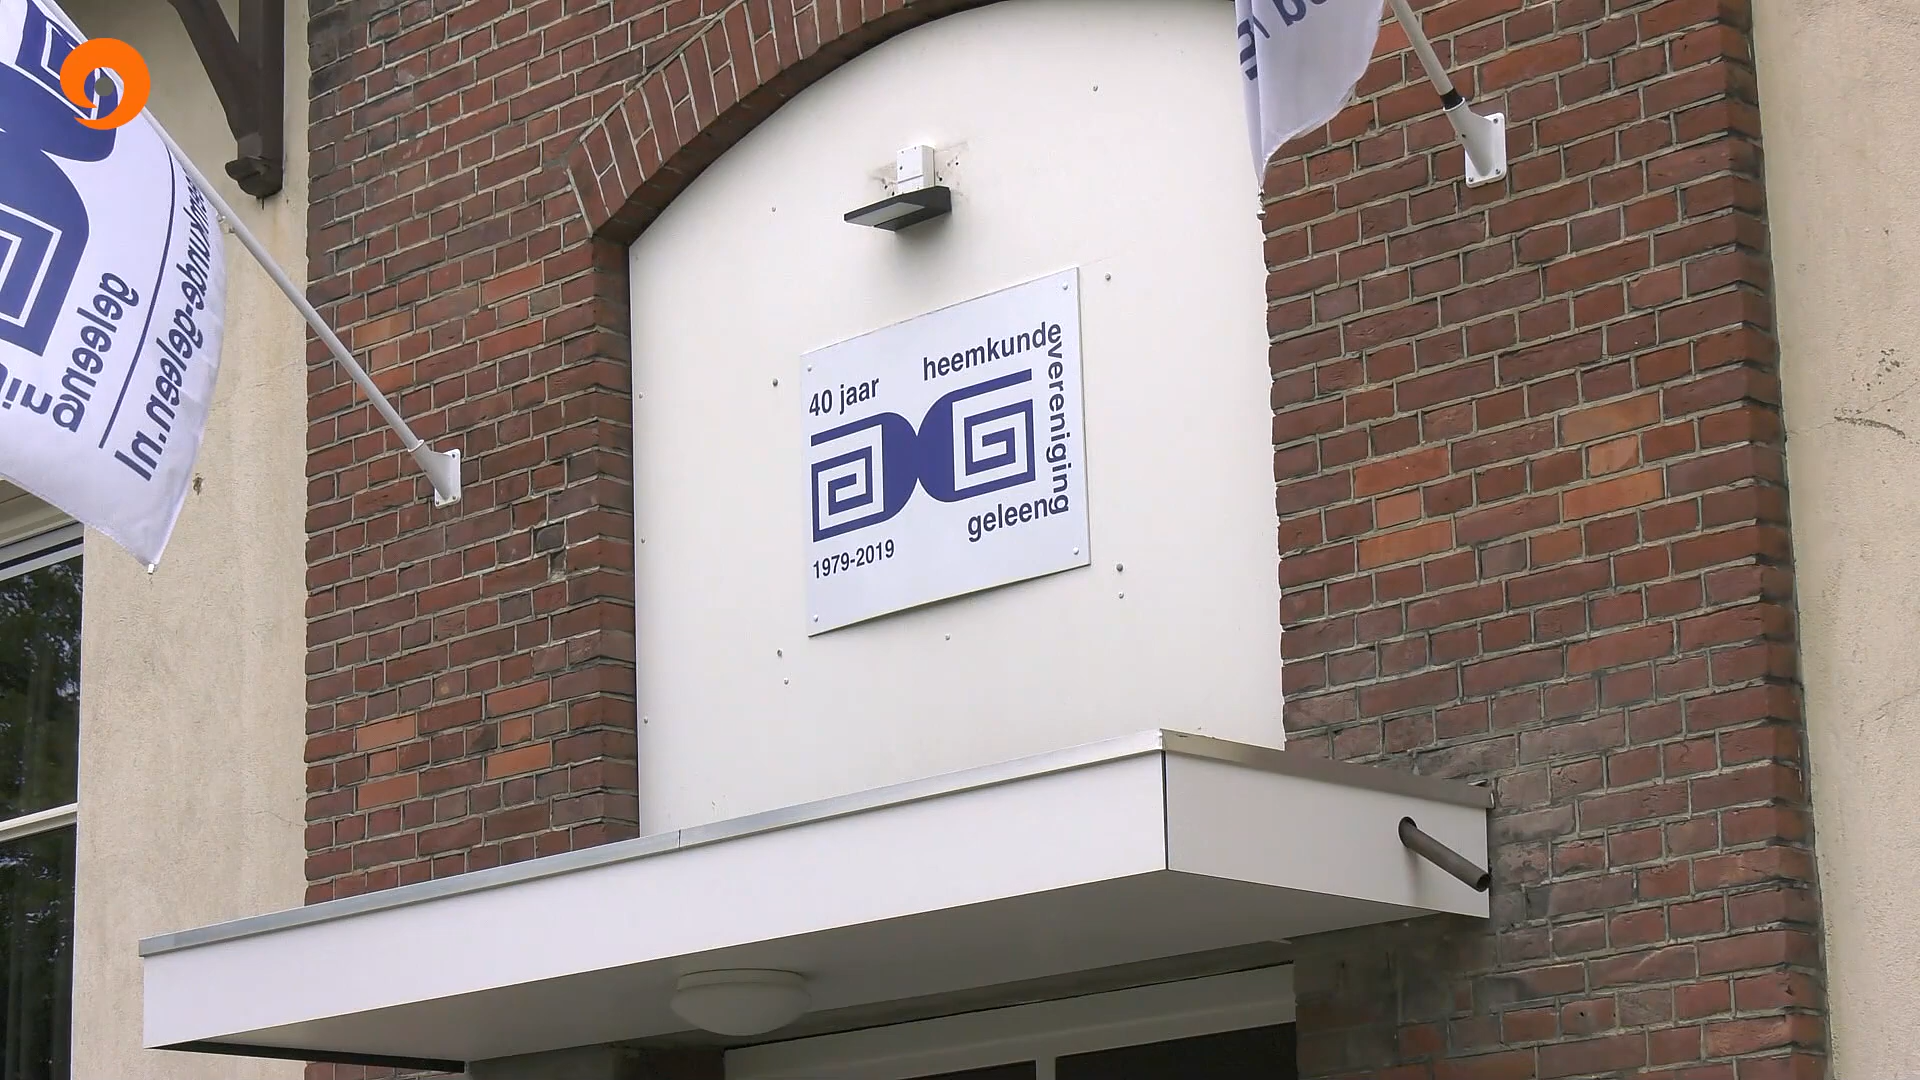 40 jaar
heemkunde
vereniging
geleen
1979-2019
geleen
heemkunde-geleen.nl